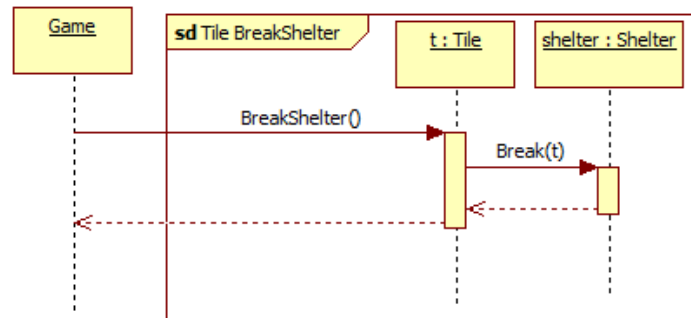 Game
sd Tile BreakShelter
t : Tile
shelter : Shelter
BreakShelter()
Break(t)